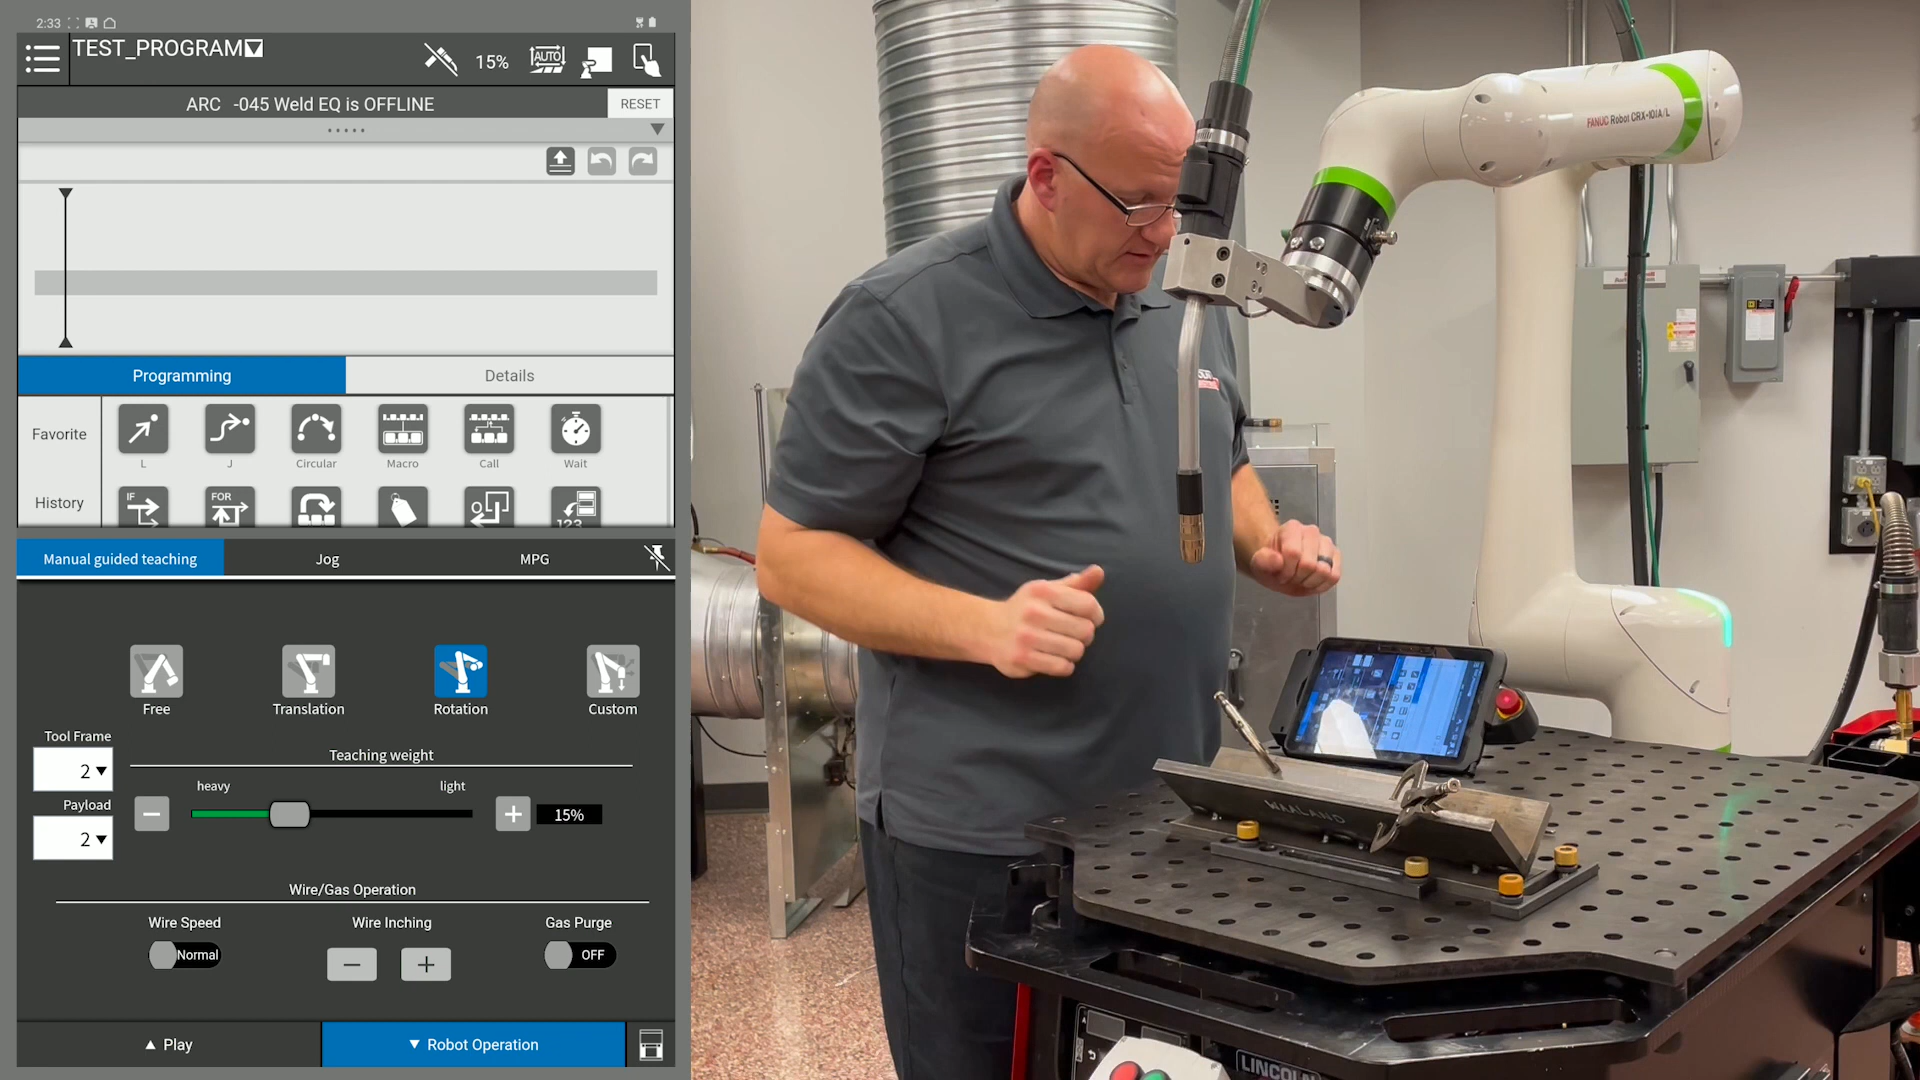 2:33
TEST_PROGRAM
15%
AUTO
ARC -045 Weld EQ is OFFLINE
RESET
Programming
Details
Favorite
L
J
Circular
Macro
Call
Wait
History
IF
FOR
123
Manual guided teaching
Jog
MPG
Free
Translation
Rotation
Custom
Tool Frame
2
Teaching weight
heavy
light
Payload
2
15%
Wire/Gas Operation
Wire Speed
Wire Inching
Gas Purge
Normal
OFF
Play
Robot Operation
FANUC Robot CRX-10iA/L
WAALAND
LINCOLN